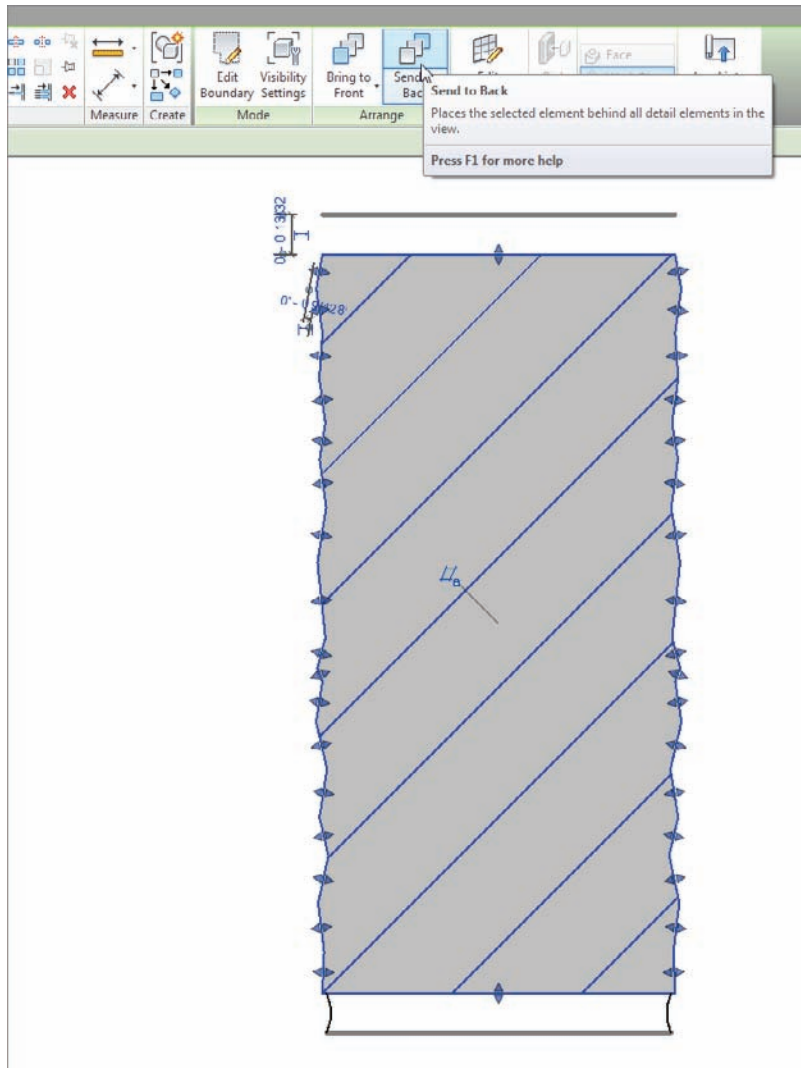 Edit
Boundary
Visibility
Settings
Bring to
Front
Send
Bac
Face
Measure
Create
Mode
Arrange
Send to Back
Places the selected element behind all detail elements in the
view.
Press F1 for more help